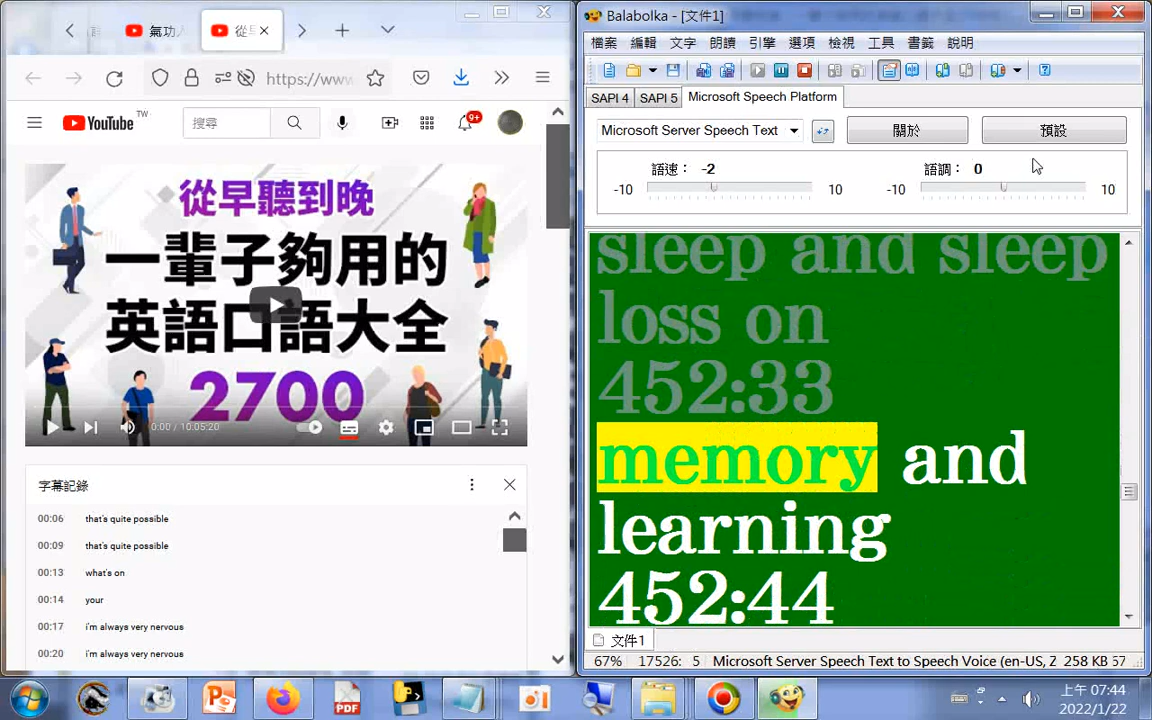 氣功
從
https://www
YouTube TW
搜尋
9+
從早聽到晚
一輩子夠用的
英語口語大全
2700
0:00 / 10:05:20
字幕記錄
00:06 that's quite possible
00:09 that's quite possible
00:13 what's on
00:14 your
00:17 i'm always very nervous
00:20 i'm always very nervous
Balabolka - [文件1]
檔案 編輯 文字 朗讀 引擎 選項 檢視 工具 書籤 說明
SAPI 4 SAPI 5 Microsoft Speech Platform
Microsoft Server Speech Text 關於 預設
語速： -2 語調： 0
-10 10 -10 10
sleep and sleep
loss on
452:33
memory and
learning
452:44
文件1
67% 17526: 5 Microsoft Server Speech Text to Speech Voice (en-US, Z 258 KB 57
PDF
上午 07:44
2022/1/22